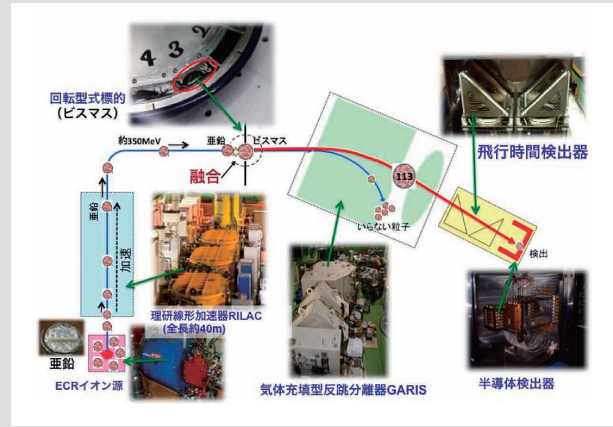 4 3 2
回転型式標的
(ビスマス)
約350MeV
亜鉛
ビスマス
融合
113
いらない粒子
飛行時間検出器
検出
亜鉛
加速
理研線形加速器RILAC
(全長約40m)
亜鉛
ECRイオン源
気体充填型反跳分離器GARIS
半導体検出器